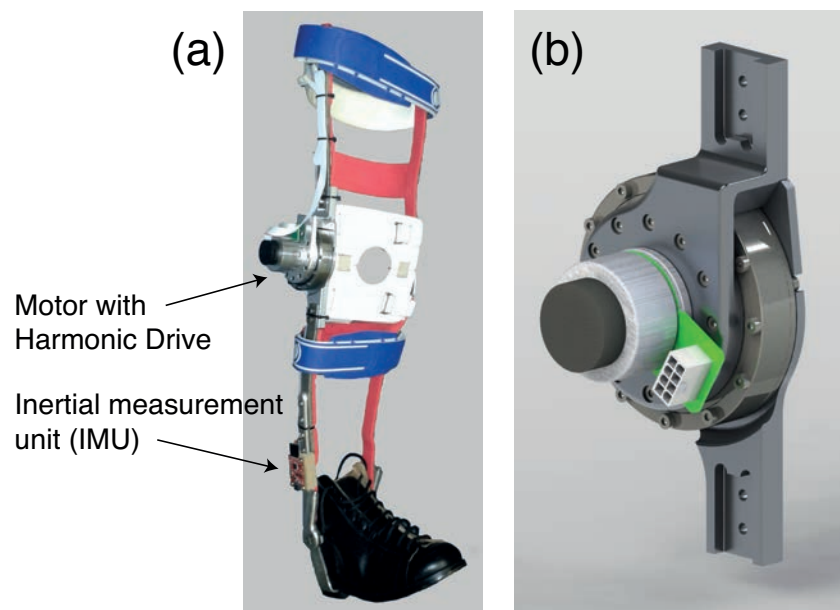 (a)
(b)
Motor with
Harmonic Drive
Inertial measurement
unit (IMU)